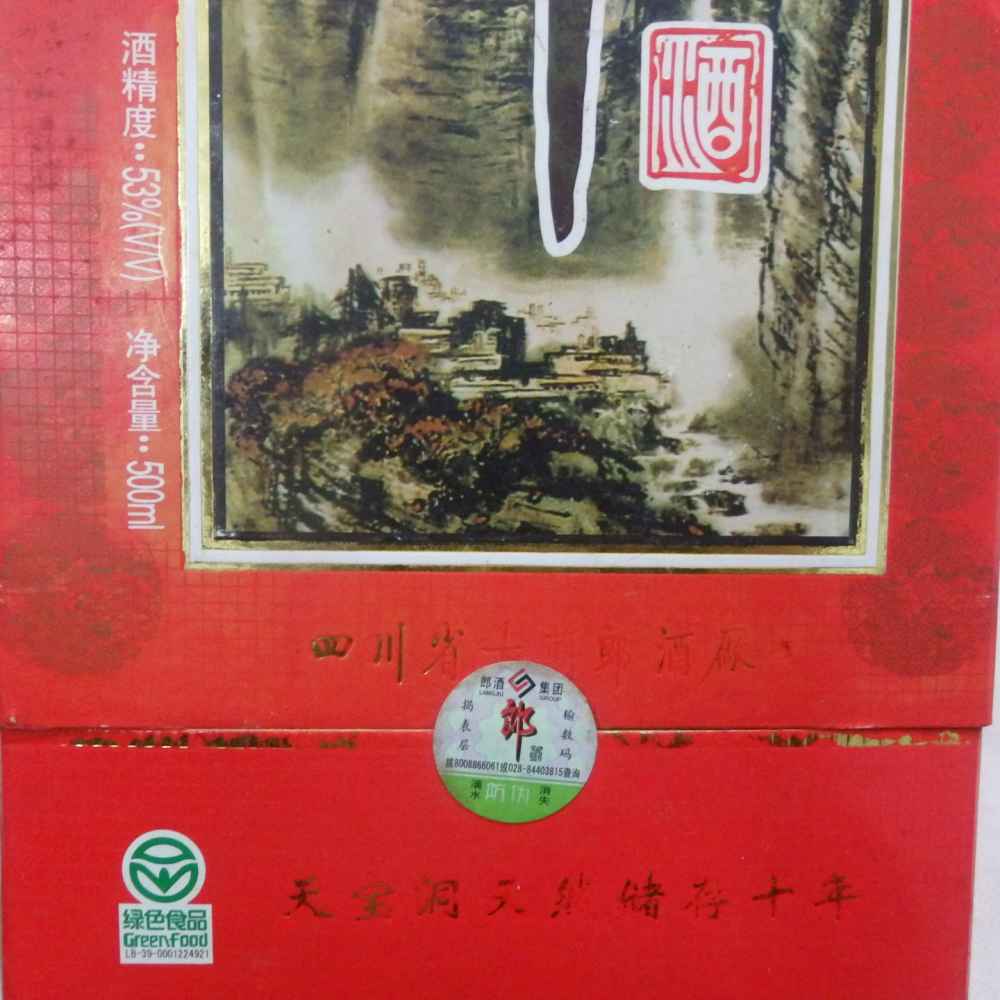 酒精度:53%(V/V) 净含量:500ml
酒
四川省古蔺郎酒厂
郎酒 集团
LANGJIU GROUP
郎
揭表层
输数码
拨8008866061或028-84403815查询
滴水 防伪 消失
天宝洞天然储存十年
绿色食品
GreenFood
LB-39-0601224921